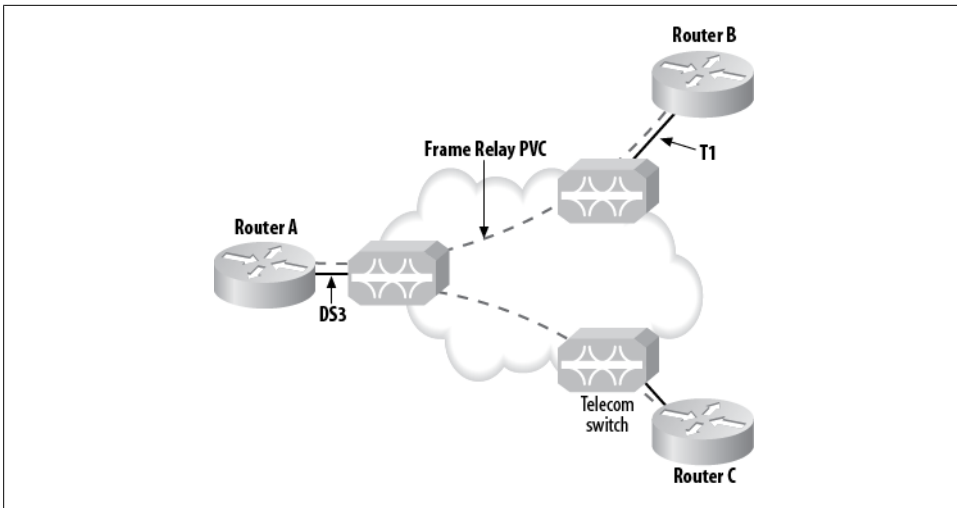 Router B
Frame Relay PVC
T1
Router A
DS3
Telecom
switch
Router C